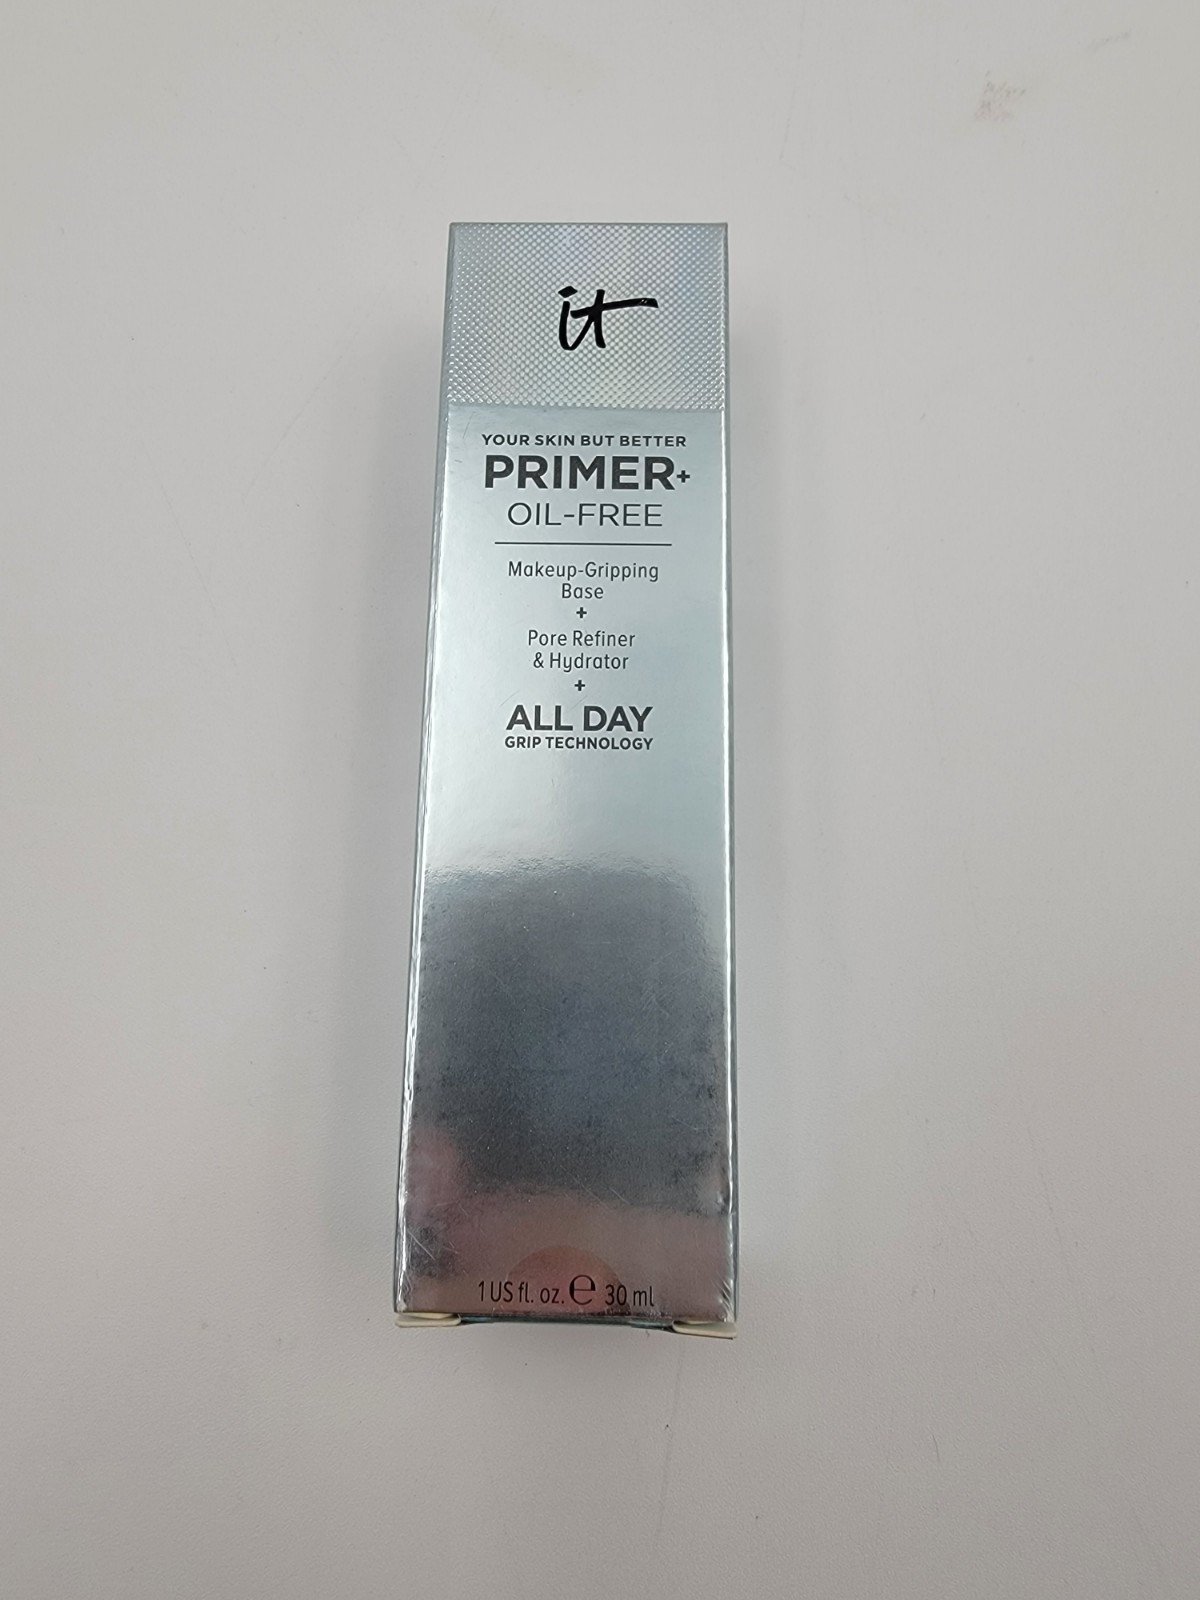 it
YOUR SKIN BUT BETTER
PRIMER+
OIL-FREE
Makeup-Gripping
Base
+
Pore Refiner
& Hydrator
+
ALL DAY
GRIP TECHNOLOGY
1 US fl. oz. ℮ 30 ml